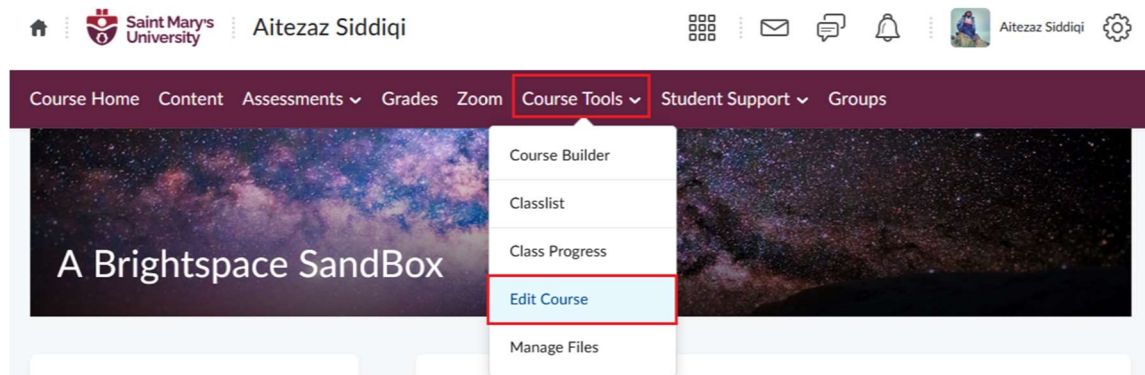 Saint Mary's
University
Aitezaz Siddiqi
Aitezaz Siddiqi
Course Home Content Assessments Grades Zoom Course Tools Student Support Groups
Course Builder
Classlist
Class Progress
A Brightspace SandBox
Edit Course
Manage Files